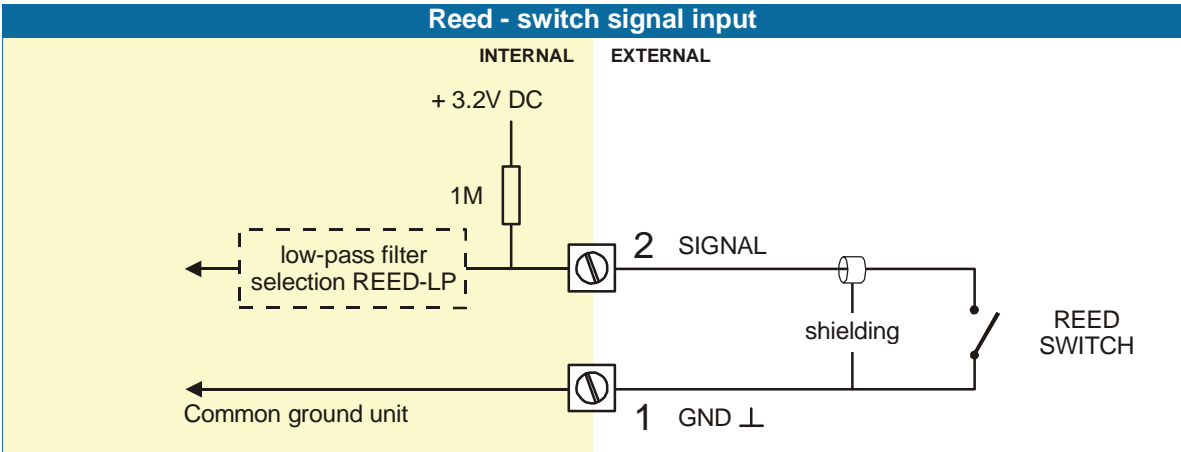 Reed - switch signal input
INTERNAL EXTERNAL
+ 3.2V DC
1M
low-pass filter
selection REED-LP
2 SIGNAL
shielding
REED
SWITCH
Common ground unit
1 GND ⊥